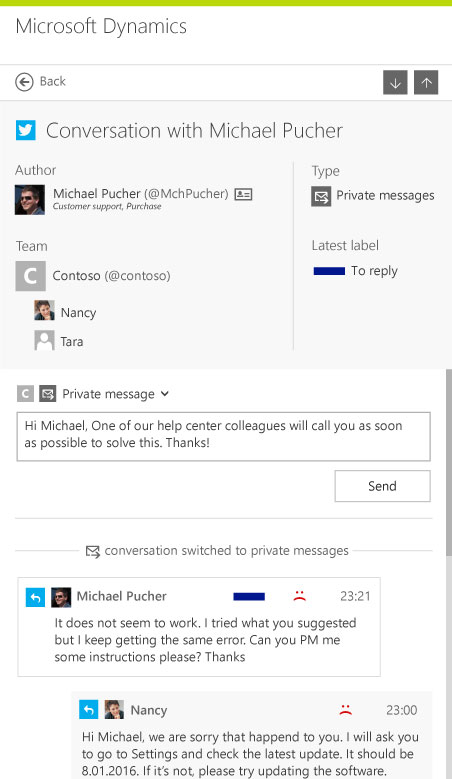 Microsoft Dynamics
Back
Conversation with Michael Pucher
Author
Michael Pucher (@MchPucher)
Customer support, Purchase
Type
Private messages
Team
C Contoso (@contoso)
Nancy
Tara
Latest label
To reply
C Private message
Hi Michael, One of our help center colleagues will call you as soon
as possible to solve this. Thanks!
Send
conversation switched to private messages
Michael Pucher 23:21
It does not seem to work. I tried what you suggested
but I keep getting the same error. Can you PM me
some instructions please? Thanks
Nancy 23:00
Hi Michael, we are sorry that happend to you. I will ask you
to go to Settings and check the latest update. It should be
8.01.2016. If it's not, please try updating the software.